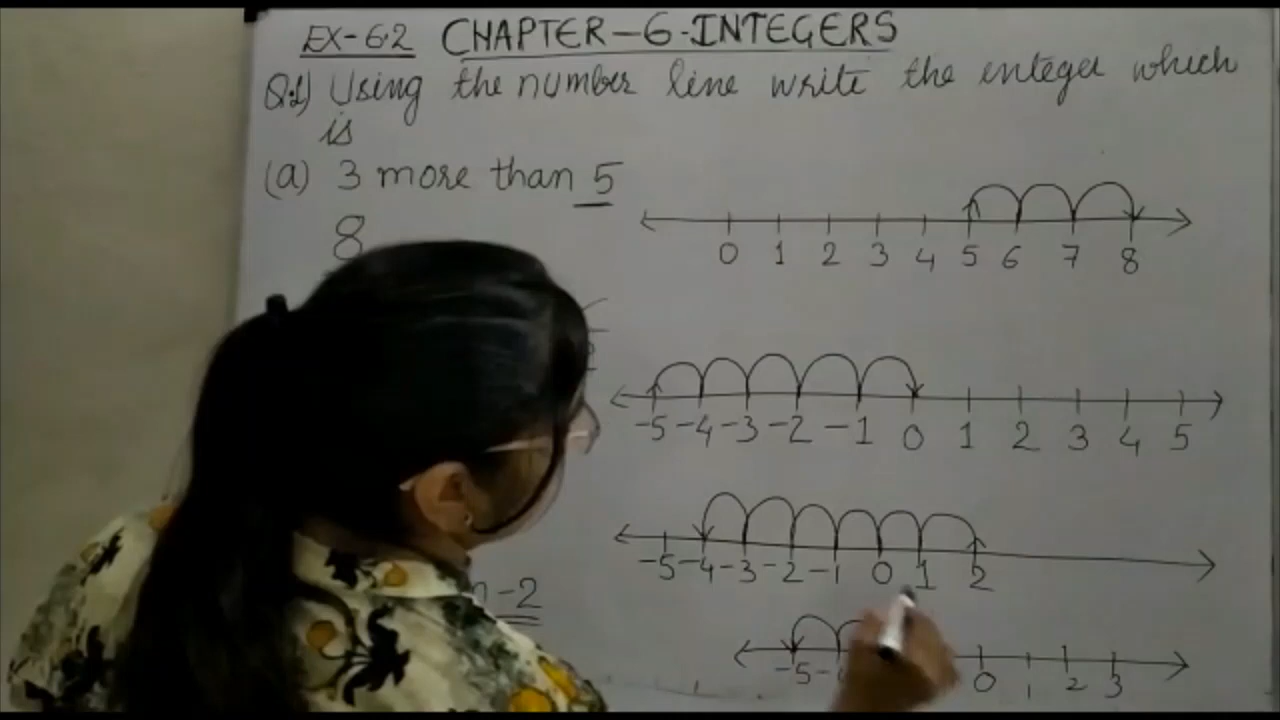 EX-6.2 CHAPTER-6-INTEGERS
Q.1) Using the number line write the integer which
is
(a) 3 more than 5
8
0 1 2 3 4 5 6 7 8
-5 -4 -3 -2 -1 0 1 2 3 4 5
-5 -4 -3 -2 -1 0 1 2
-2
-5 0 1 2 3